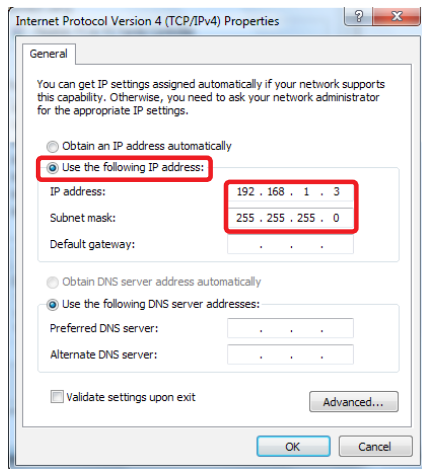 Internet Protocol Version 4 (TCP/IPv4) Properties
General
You can get IP settings assigned automatically if your network supports
this capability. Otherwise, you need to ask your network administrator
for the appropriate IP settings.
Obtain an IP address automatically
Use the following IP address:
IP address: 192 . 168 . 1 . 3
Subnet mask: 255 . 255 . 255 . 0
Default gateway: . . .
Obtain DNS server address automatically
Use the following DNS server addresses:
Preferred DNS server: . . .
Alternate DNS server: . . .
Validate settings upon exit
Advanced...
OK Cancel